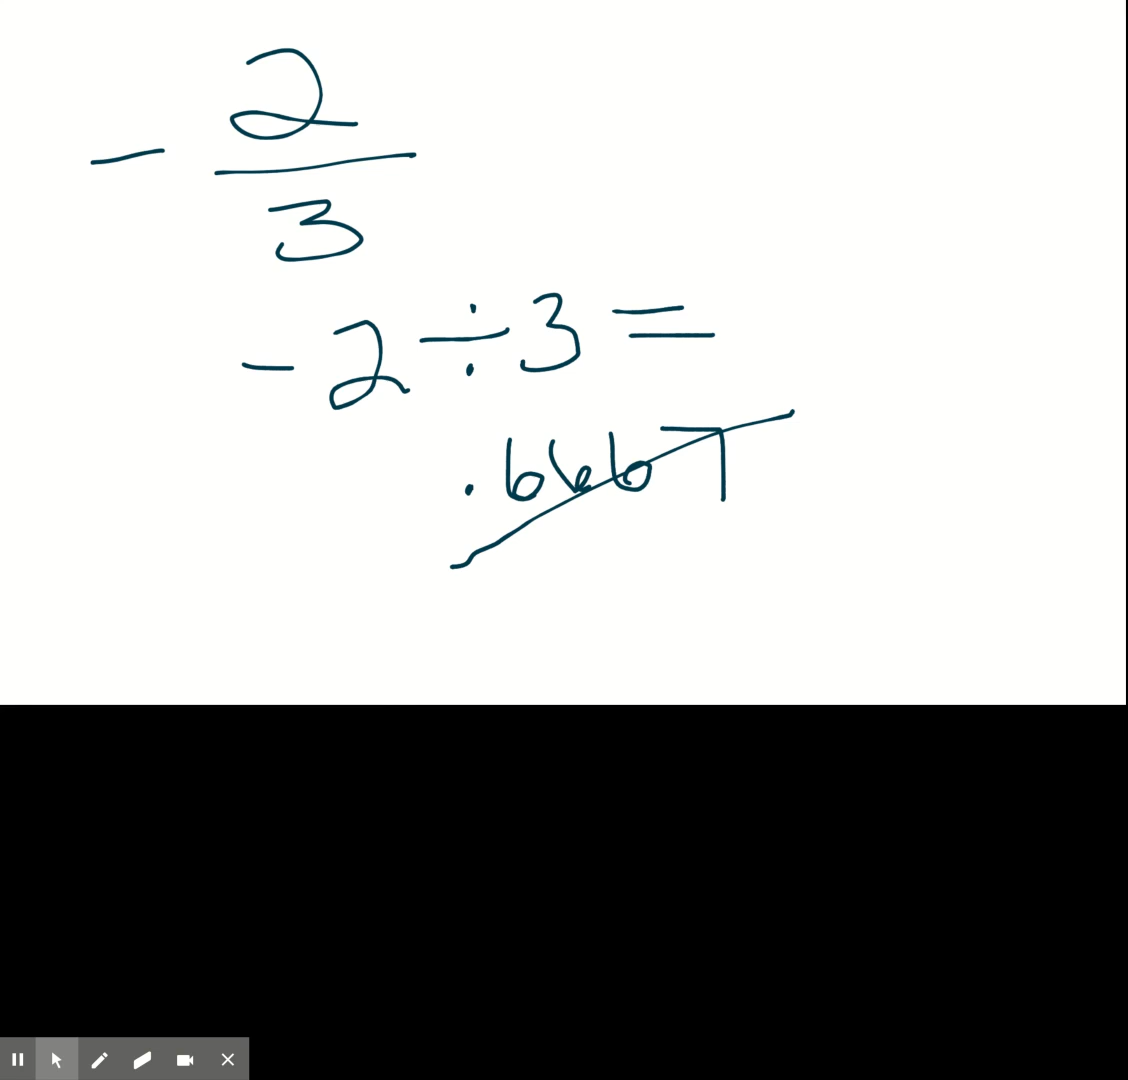 - 2/3
- 2 ÷ 3 =
.6667